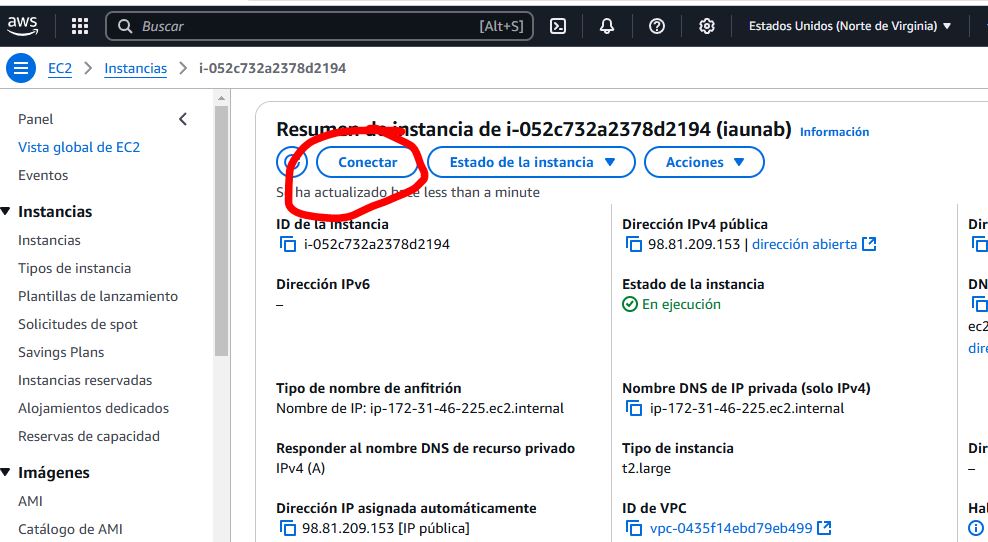 aws
Buscar
[Alt+S]
Estados Unidos (Norte de Virginia)
EC2
Instancias
i-052c732a2378d2194
Panel
Vista global de EC2
Eventos
Instancias
Instancias
Tipos de instancia
Plantillas de lanzamiento
Solicitudes de spot
Savings Plans
Instancias reservadas
Alojamientos dedicados
Reservas de capacidad
Imágenes
AMI
Catálogo de AMI
Resumen de instancia de i-052c732a2378d2194 (iaunab) Información
Conectar
Estado de la instancia
Acciones
Se ha actualizado hace less than a minute
ID de la instancia
i-052c732a2378d2194
Dirección IPv4 pública
98.81.209.153 | dirección abierta
Dirección IPv6
–
Estado de la instancia
En ejecución
Tipo de nombre de anfitrión
Nombre de IP: ip-172-31-46-225.ec2.internal
Nombre DNS de IP privada (solo IPv4)
ip-172-31-46-225.ec2.internal
Responder al nombre DNS de recurso privado
IPv4 (A)
Tipo de instancia
t2.large
Dirección IP asignada automáticamente
98.81.209.153 [IP pública]
ID de VPC
vpc-0435f14ebd79eb499
DN
ec2
–